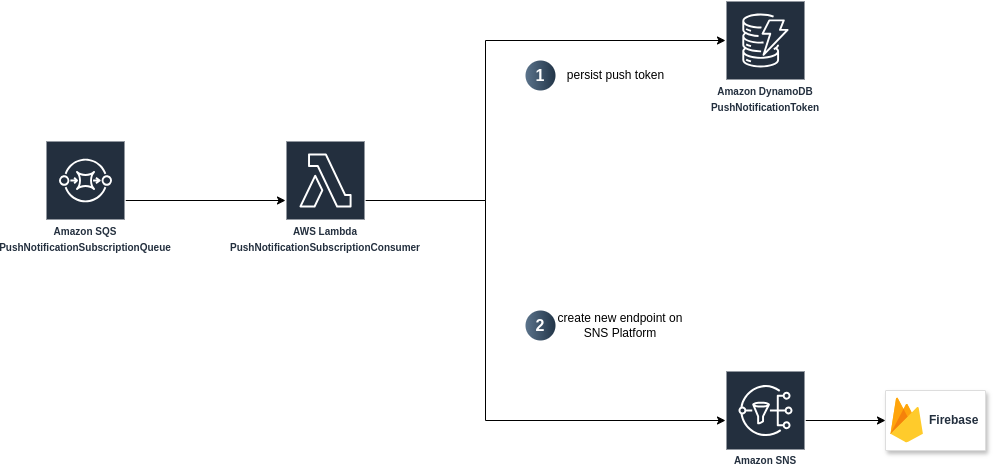 1
persist push token
Amazon DynamoDB
PushNotificationToken
Amazon SQS
PushNotificationSubscriptionQueue
AWS Lambda
PushNotificationSubscriptionConsumer
2
create new endpoint on
SNS Platform
Amazon SNS
Firebase